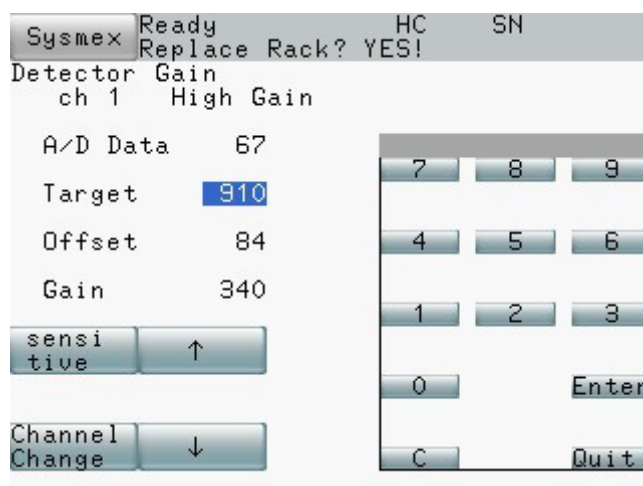 Sysmex Ready HC SN
Replace Rack? YES!
Detector Gain
ch 1 High Gain
A/D Data 67
Target 910
Offset 84
Gain 340
7 8 9
4 5 6
1 2 3
0 Enter
C Quit
sensi
tive ↑
Channel
Change ↓